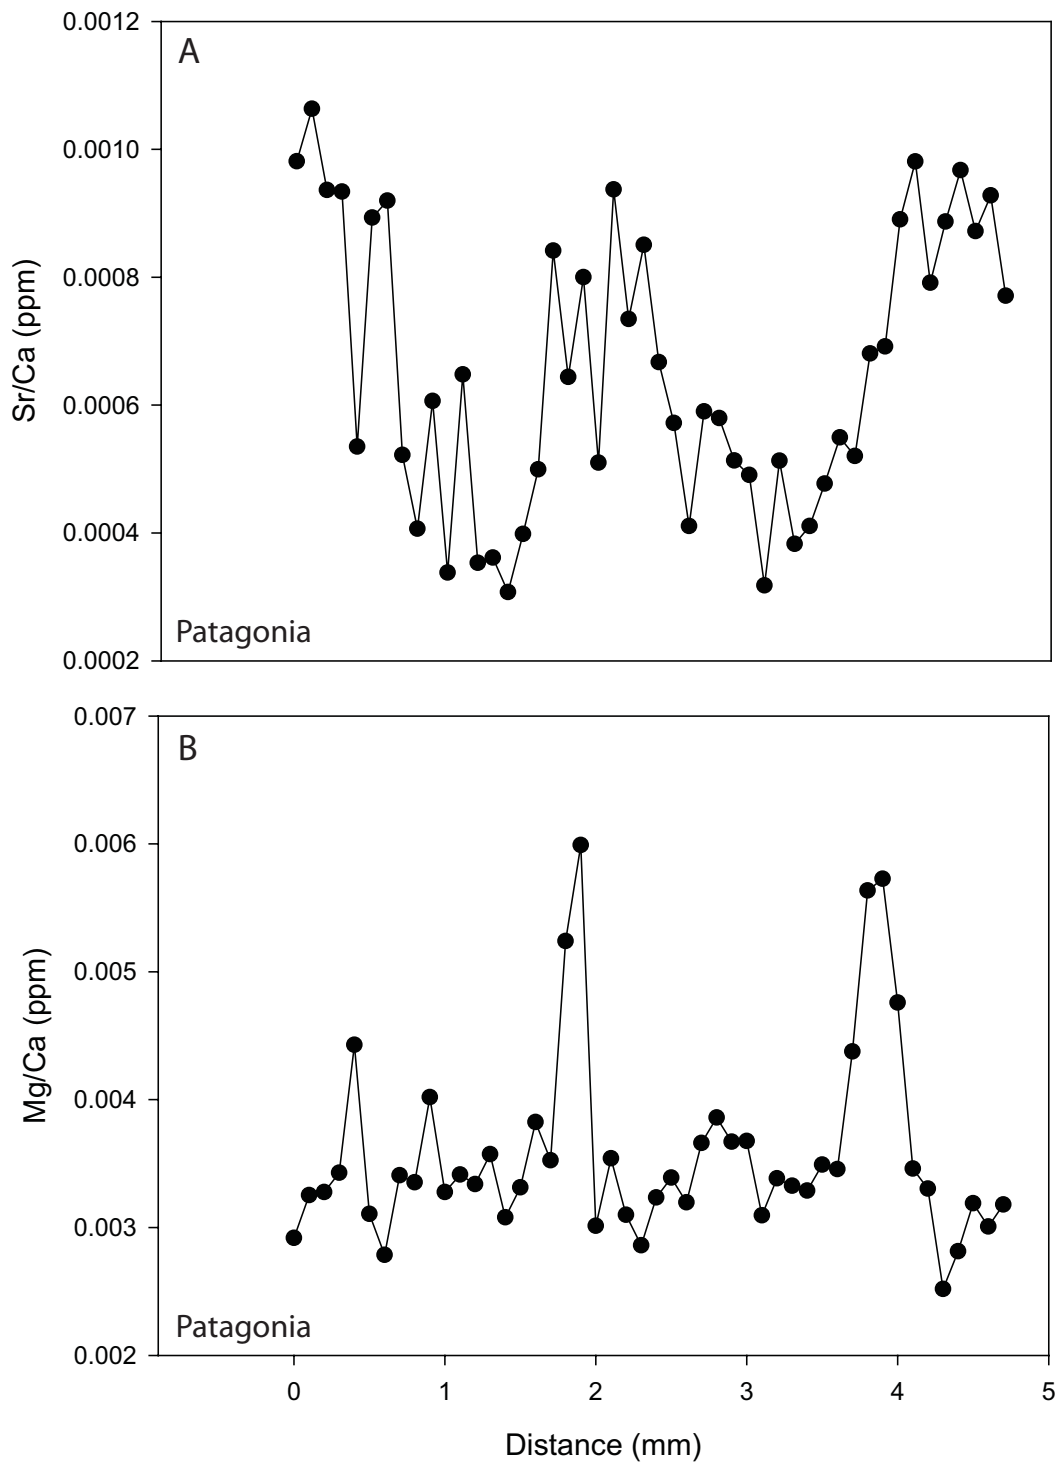 0.0012
A
0.0010
0.0008
Sr/Ca (ppm)
0.0006
0.0004
Patagonia
0.0002
0.007
B
0.006
0.005
Mg/Ca (ppm)
0.004
0.003
Patagonia
0.002
0 1 2 3 4 5
Distance (mm)